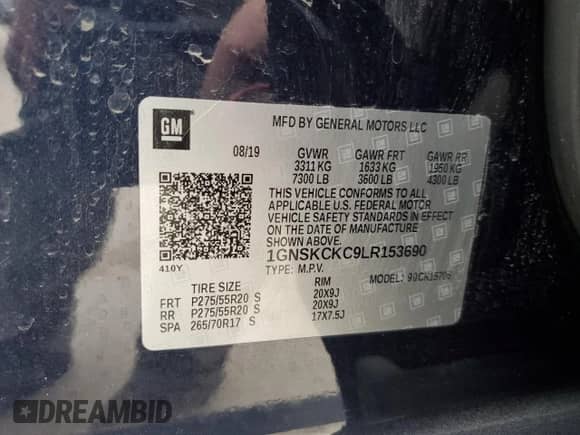 GM
MFD BY GENERAL MOTORS LLC
08/19 GVWR GAWR FRT GAWR RR
3311 KG 1633 KG 1950 KG
7300 LB 3600 LB 4300 LB
THIS VEHICLE CONFORMS TO ALL
APPLICABLE U.S. FEDERAL MOTOR
VEHICLE SAFETY STANDARDS IN EFFECT
ON THE DATE OF MANUFACTURE
SHOWN ABOVE.
1GNSKCKC9LR153690
410Y TYPE: M.P.V. MODEL:
TIRE SIZE RIM
FRT P275/55R20 S 20X9J
RR P275/55R20 S 20X9J
SPA 265/70R17 S 17X7.5J
DREAMBID